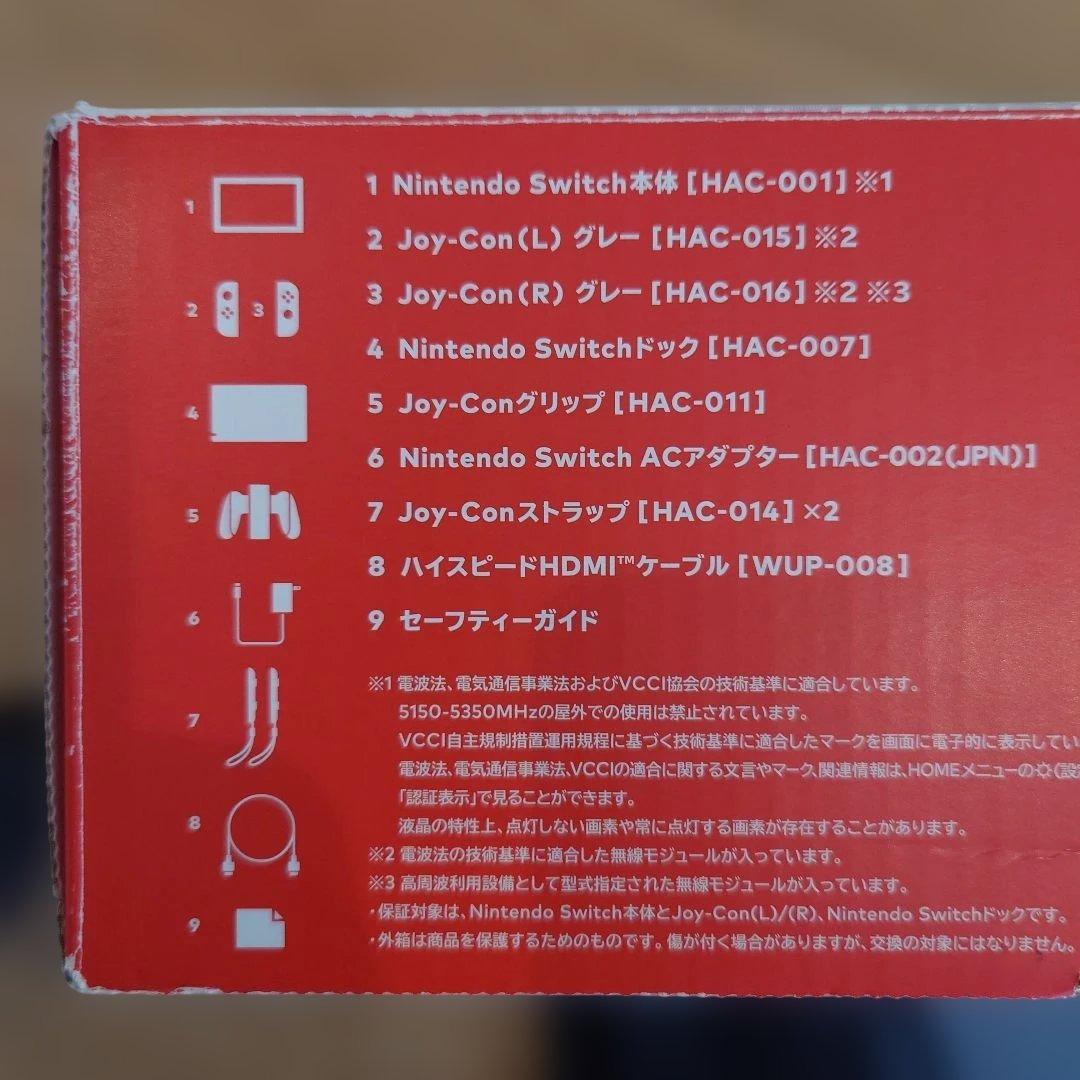 1 Nintendo Switch本体 [HAC-001] ※1
2 Joy-Con(L) グレー [HAC-015] ※2
3 Joy-Con(R) グレー [HAC-016] ※2 ※3
4 Nintendo Switchドック [HAC-007]
5 Joy-Conグリップ [HAC-011]
6 Nintendo Switch ACアダプター [HAC-002(JPN)]
7 Joy-Conストラップ [HAC-014] ×2
8 ハイスピードHDMI™ケーブル [WUP-008]
9 セーフティーガイド
1
2 3
4
5
6
7
8
9
※1 電波法、電気通信事業法およびVCCI協会の技術基準に適合しています。
5150-5350MHzの屋外での使用は禁止されています。
VCCI自主規制措置運用規程に基づく技術基準に適合したマークを画面に電子的に表示してい
電波法、電気通信事業法、VCCIの適合に関する文言やマーク、関連情報は、HOMEメニューの(設
「認証表示」で見ることができます。
液晶の特性上、点灯しない画素や常に点灯する画素が存在することがあります。
※2 電波法の技術基準に適合した無線モジュールが入っています。
※3 高周波利用設備として型式指定された無線モジュールが入っています。
・保証対象は、Nintendo Switch本体とJoy-Con(L)/(R)、Nintendo Switchドックです。
・外箱は商品を保護するためのものです。傷が付く場合がありますが、交換の対象にはなりません。